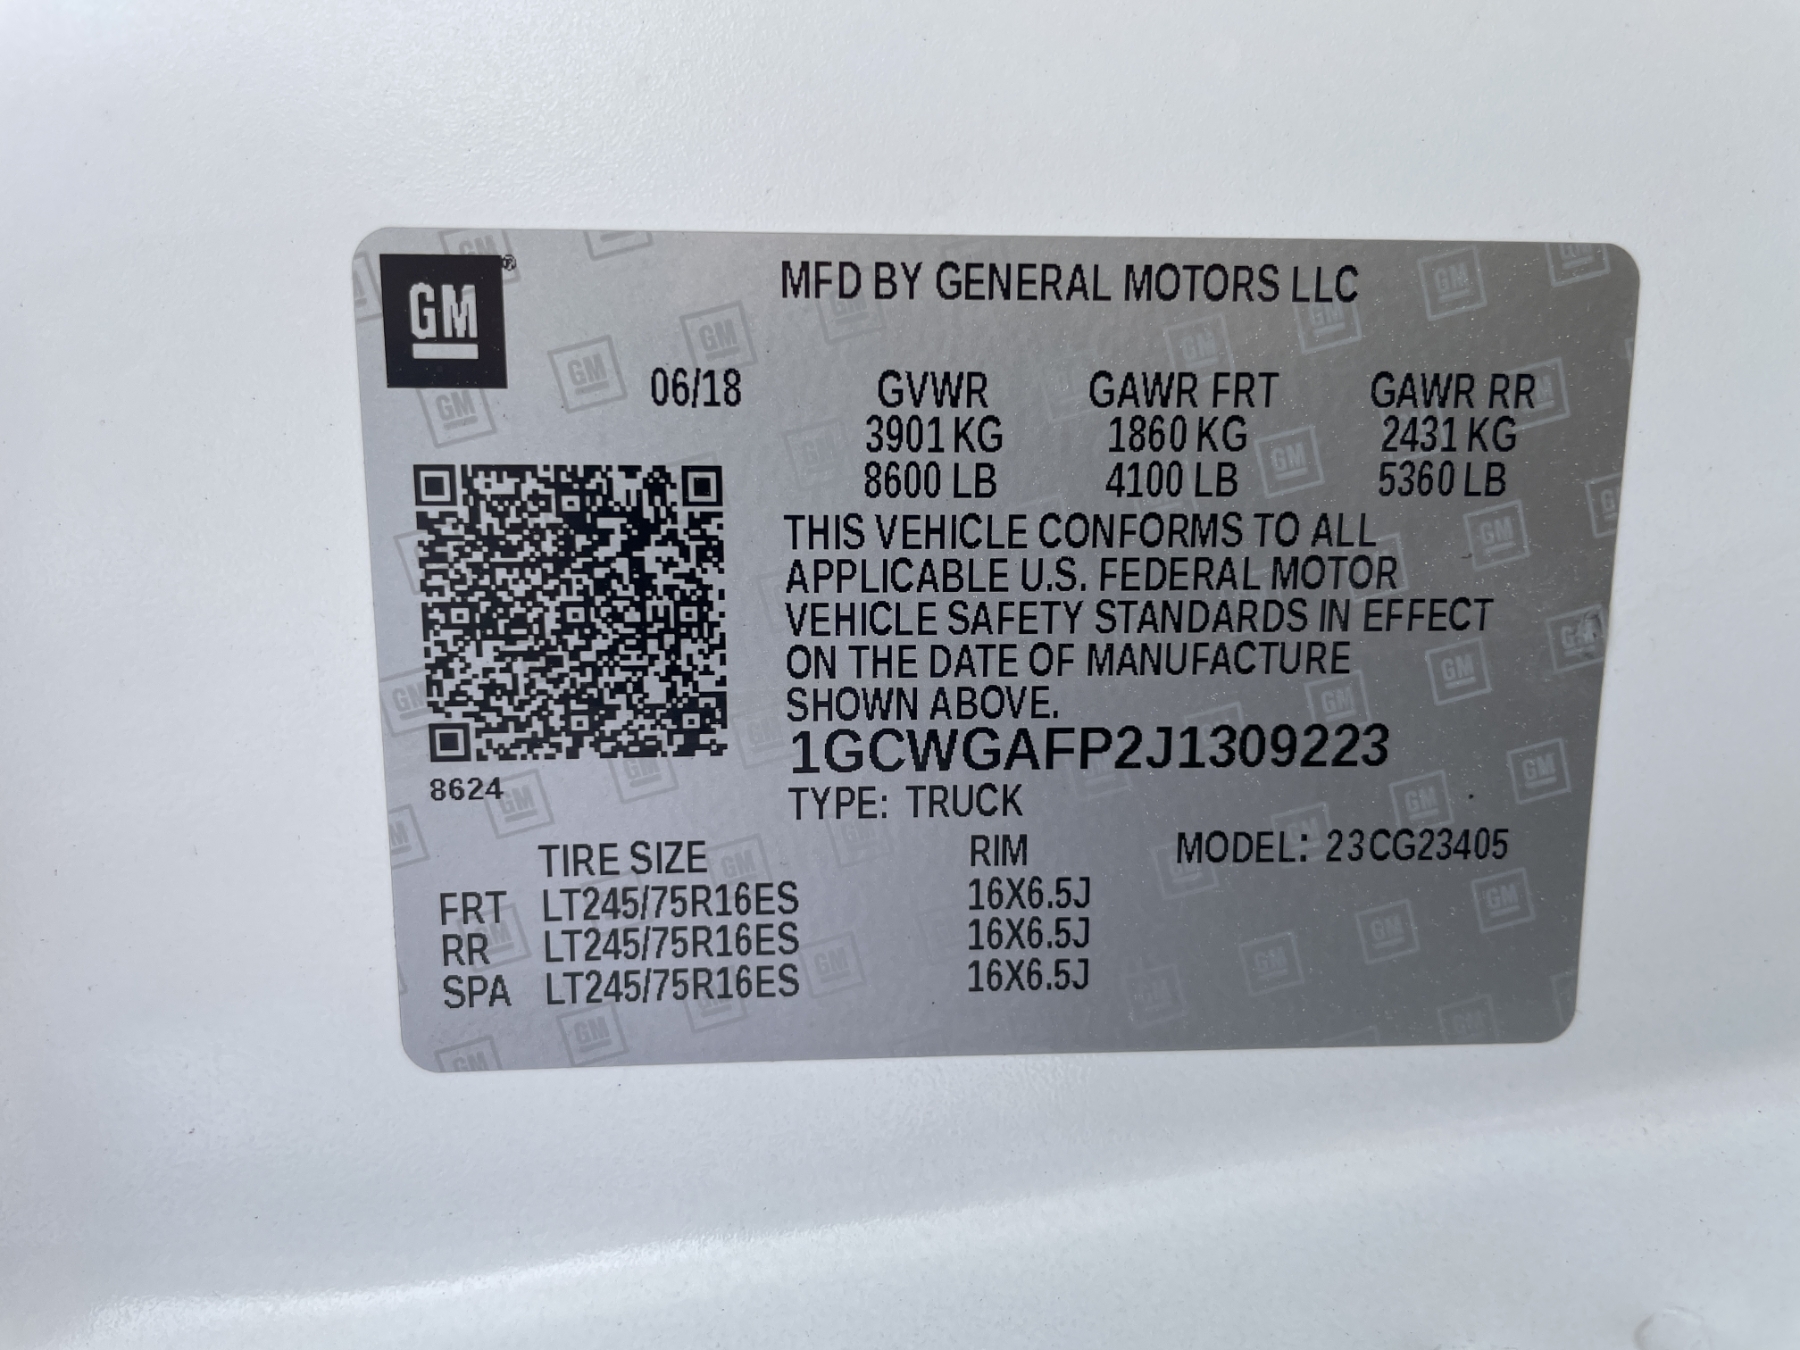 GM®
MFD BY GENERAL MOTORS LLC
06/18
GVWR GAWR FRT GAWR RR
3901 KG 1860 KG 2431 KG
8600 LB 4100 LB 5360 LB
THIS VEHICLE CONFORMS TO ALL
APPLICABLE U.S. FEDERAL MOTOR
VEHICLE SAFETY STANDARDS IN EFFECT
ON THE DATE OF MANUFACTURE
SHOWN ABOVE.
1GCWGAFP2J1309223
8624
TYPE: TRUCK
TIRE SIZE RIM MODEL: 23CG23405
FRT LT245/75R16ES 16X6.5J
RR LT245/75R16ES 16X6.5J
SPA LT245/75R16ES 16X6.5J